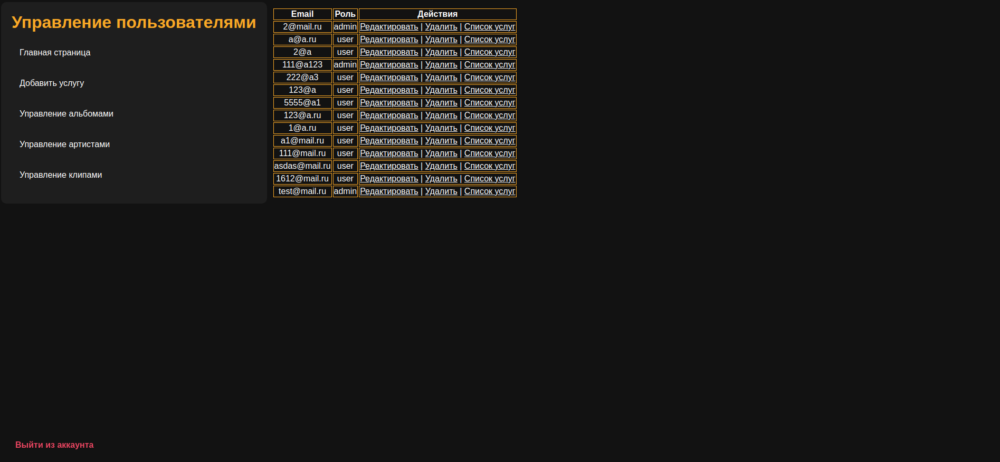 Управление пользователями
Главная страница
Добавить услугу
Управление альбомами
Управление артистами
Управление клипами
Email Роль Действия
2@mail.ru admin Редактировать | Удалить | Список услуг
a@a.ru user Редактировать | Удалить | Список услуг
2@a user Редактировать | Удалить | Список услуг
111@a123 admin Редактировать | Удалить | Список услуг
222@a3 user Редактировать | Удалить | Список услуг
123@a user Редактировать | Удалить | Список услуг
5555@a1 user Редактировать | Удалить | Список услуг
123@a.ru user Редактировать | Удалить | Список услуг
1@a.ru user Редактировать | Удалить | Список услуг
a1@mail.ru user Редактировать | Удалить | Список услуг
111@mail.ru user Редактировать | Удалить | Список услуг
asdas@mail.ru user Редактировать | Удалить | Список услуг
1612@mail.ru user Редактировать | Удалить | Список услуг
test@mail.ru admin Редактировать | Удалить | Список услуг
Выйти из аккаунта